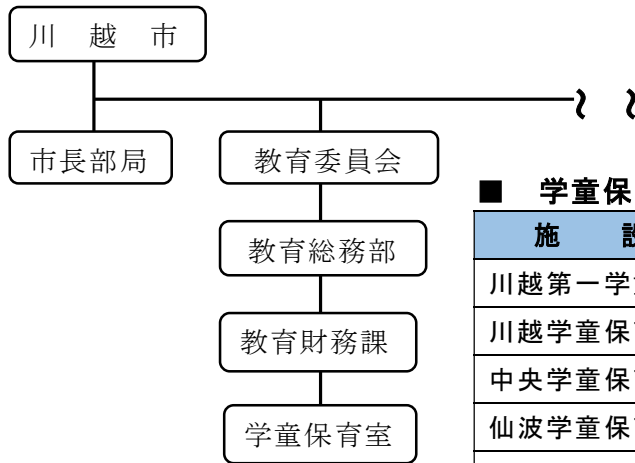 川 越 市
市長部局
教育委員会
教育総務部
教育財務課
学童保育室
■ 学童保
施
川越第一学
川越学童保
中央学童保
仙波学童保